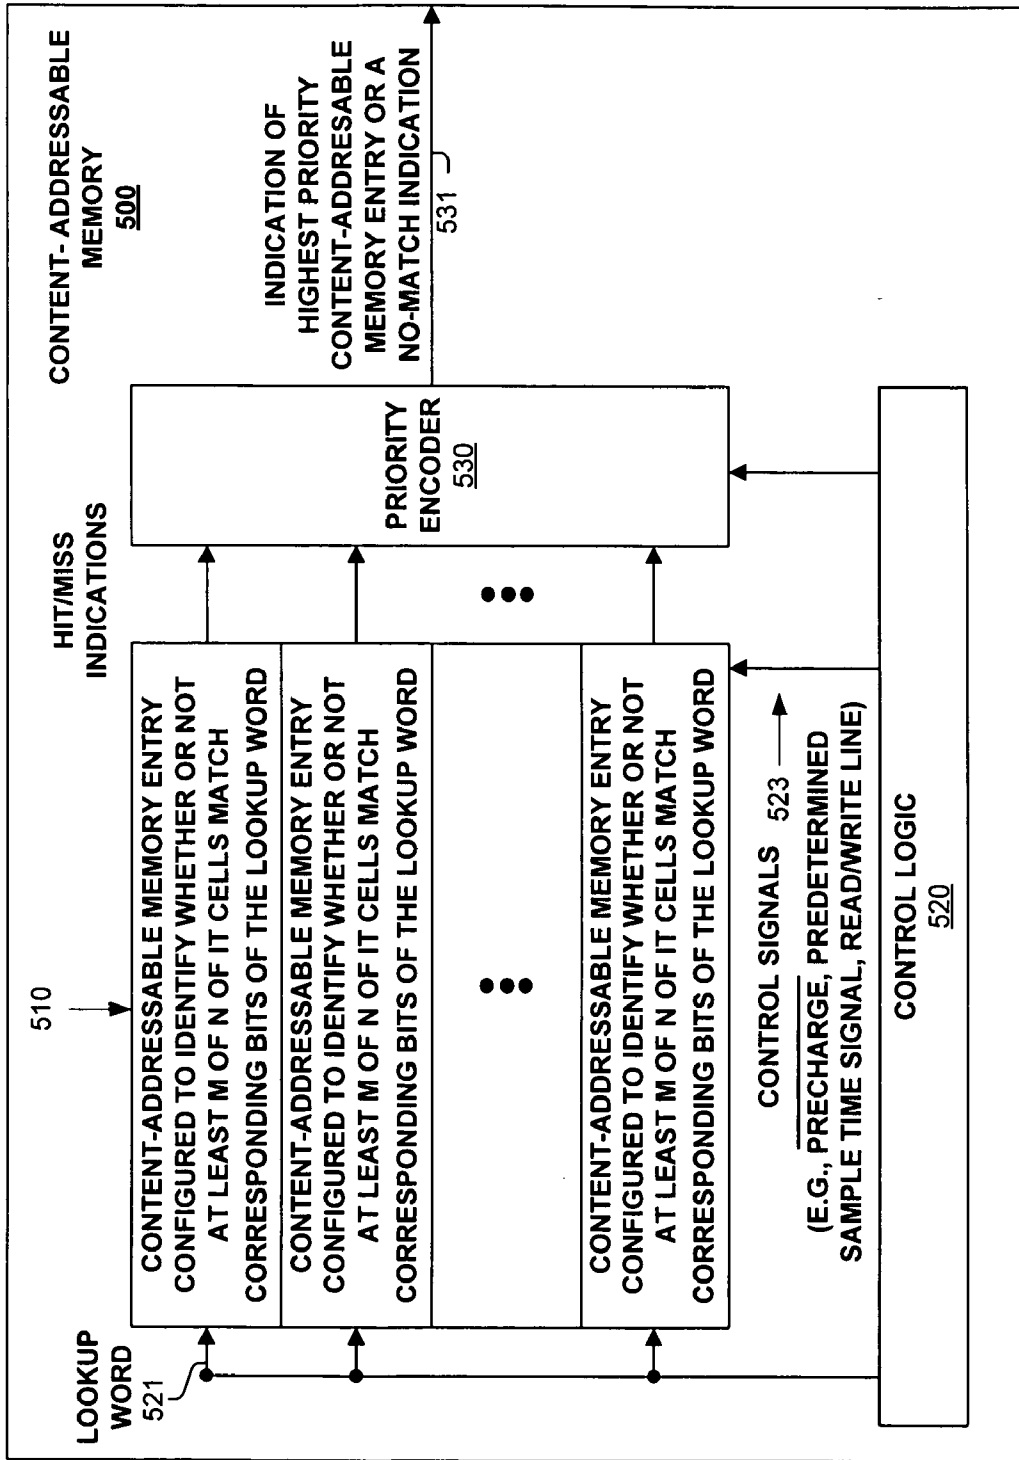 CONTENT- ADDRESSABLE
MEMORY
500
LOOKUP
WORD
521
510
HIT/MISS
INDICATIONS
CONTENT-ADDRESSABLE MEMORY ENTRY
CONFIGURED TO IDENTIFY WHETHER OR NOT
AT LEAST M OF N OF IT CELLS MATCH
CORRESPONDING BITS OF THE LOOKUP WORD
CONTENT-ADDRESSABLE MEMORY ENTRY
CONFIGURED TO IDENTIFY WHETHER OR NOT
AT LEAST M OF N OF IT CELLS MATCH
CORRESPONDING BITS OF THE LOOKUP WORD
CONTENT-ADDRESSABLE MEMORY ENTRY
CONFIGURED TO IDENTIFY WHETHER OR NOT
AT LEAST M OF N OF IT CELLS MATCH
CORRESPONDING BITS OF THE LOOKUP WORD
PRIORITY
ENCODER
530
INDICATION OF
HIGHEST PRIORITY
CONTENT-ADDRESABLE
MEMORY ENTRY OR A
NO-MATCH INDICATION
531
CONTROL SIGNALS
523
(E.G., PRECHARGE, PREDETERMINED
SAMPLE TIME SIGNAL, READ/WRITE LINE)
CONTROL LOGIC
520